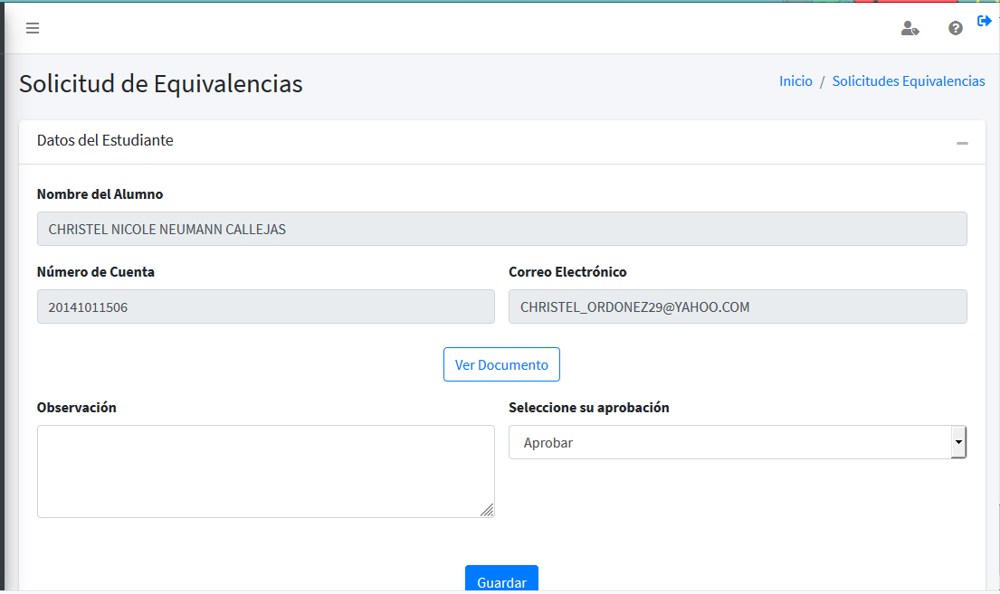 Solicitud de Equivalencias
Inicio / Solicitudes Equivalencias
Datos del Estudiante
Nombre del Alumno
CHRISTEL NICOLE NEUMANN CALLEJAS
Número de Cuenta
Correo Electrónico
20141011506
CHRISTEL_ORDONEZ29@YAHOO.COM
Ver Documento
Observación
Seleccione su aprobación
Aprobar
Guardar